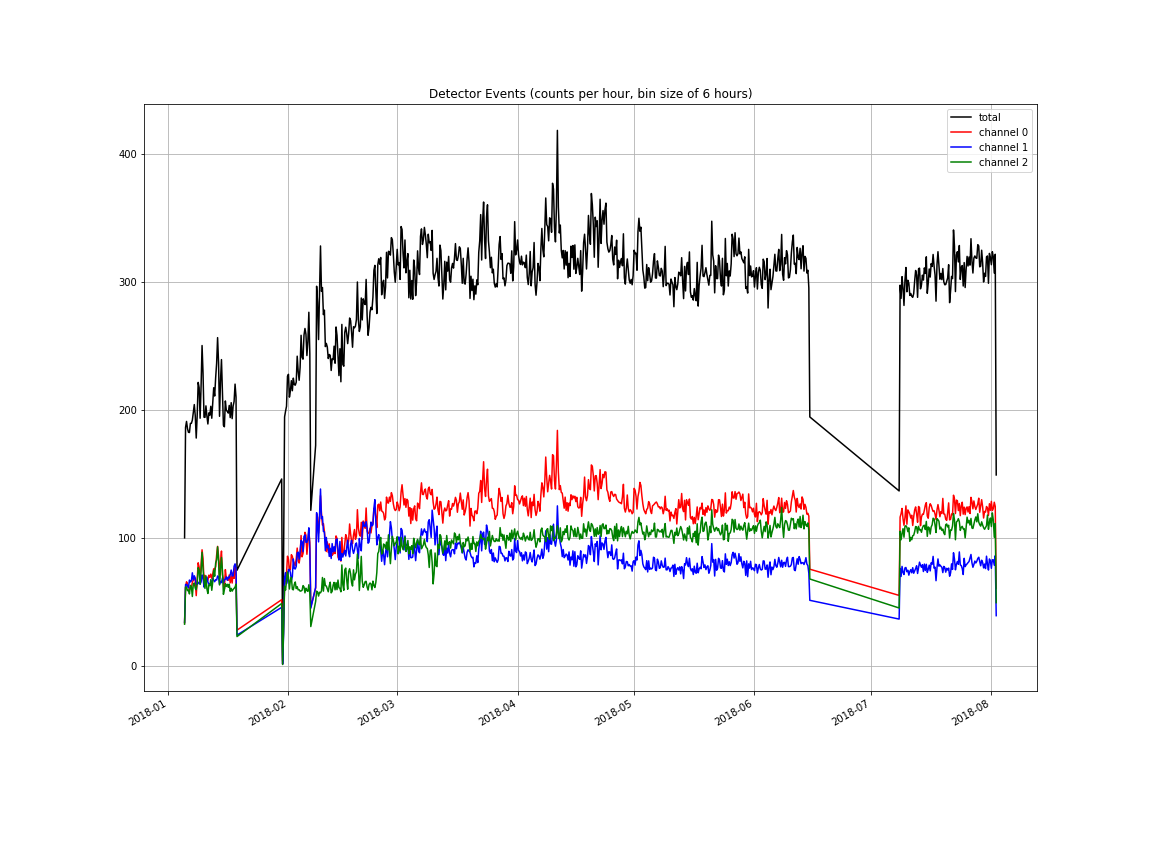 Detector Events (counts per hour, bin size of 6 hours)
total
channel 0
channel 1
channel 2
400
300
200
100
0
2018-01
2018-02
2018-03
2018-04
2018-05
2018-06
2018-07
2018-08